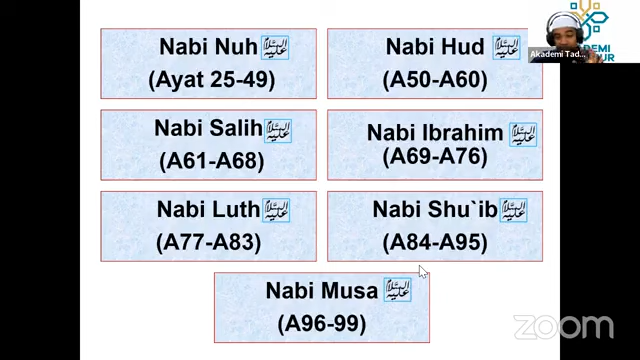 Nabi Nuh عليه السلام
(Ayat 25-49)
Nabi Hud عليه السلام
(A50-A60)
Nabi Salih عليه السلام
(A61-A68)
Nabi Ibrahim عليه السلام
(A69-A76)
Nabi Luth عليه السلام
(A77-A83)
Nabi Shu`ib عليه السلام
(A84-A95)
Nabi Musa عليه السلام
(A96-99)
Akademi Tad...
zoom